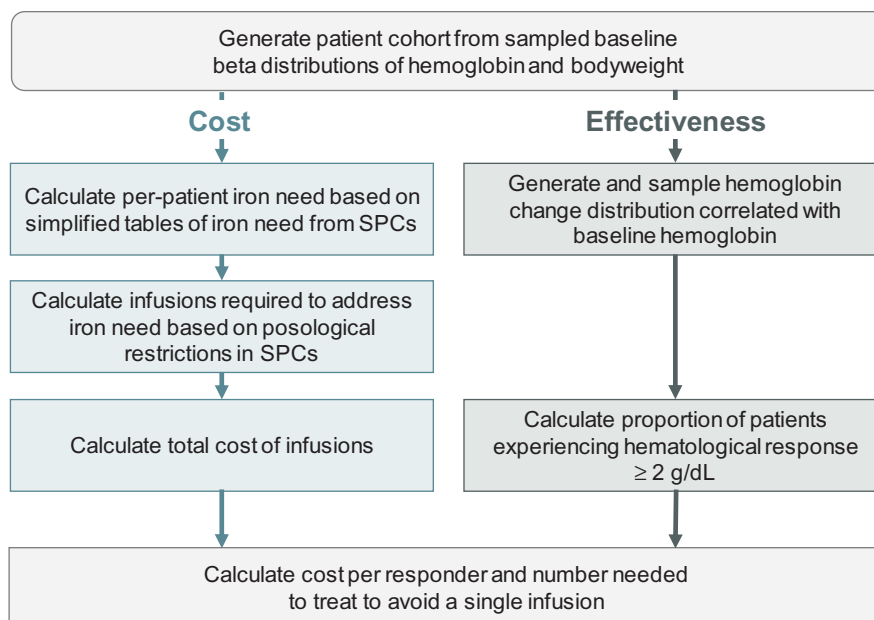 Generate patient cohort from sampled baseline
beta distributions of hemoglobin and bodyweight
Cost
Effectiveness
Calculate per-patient iron need based on
simplified tables of iron need from SPCs
Generate and sample hemoglobin
change distribution correlated with
baseline hemoglobin
Calculate infusions required to address
iron need based on posological
restrictions in SPCs
Calculate total cost of infusions
Calculate proportion of patients
experiencing hematological response
≥ 2 g/dL
Calculate cost per responder and number needed
to treat to avoid a single infusion